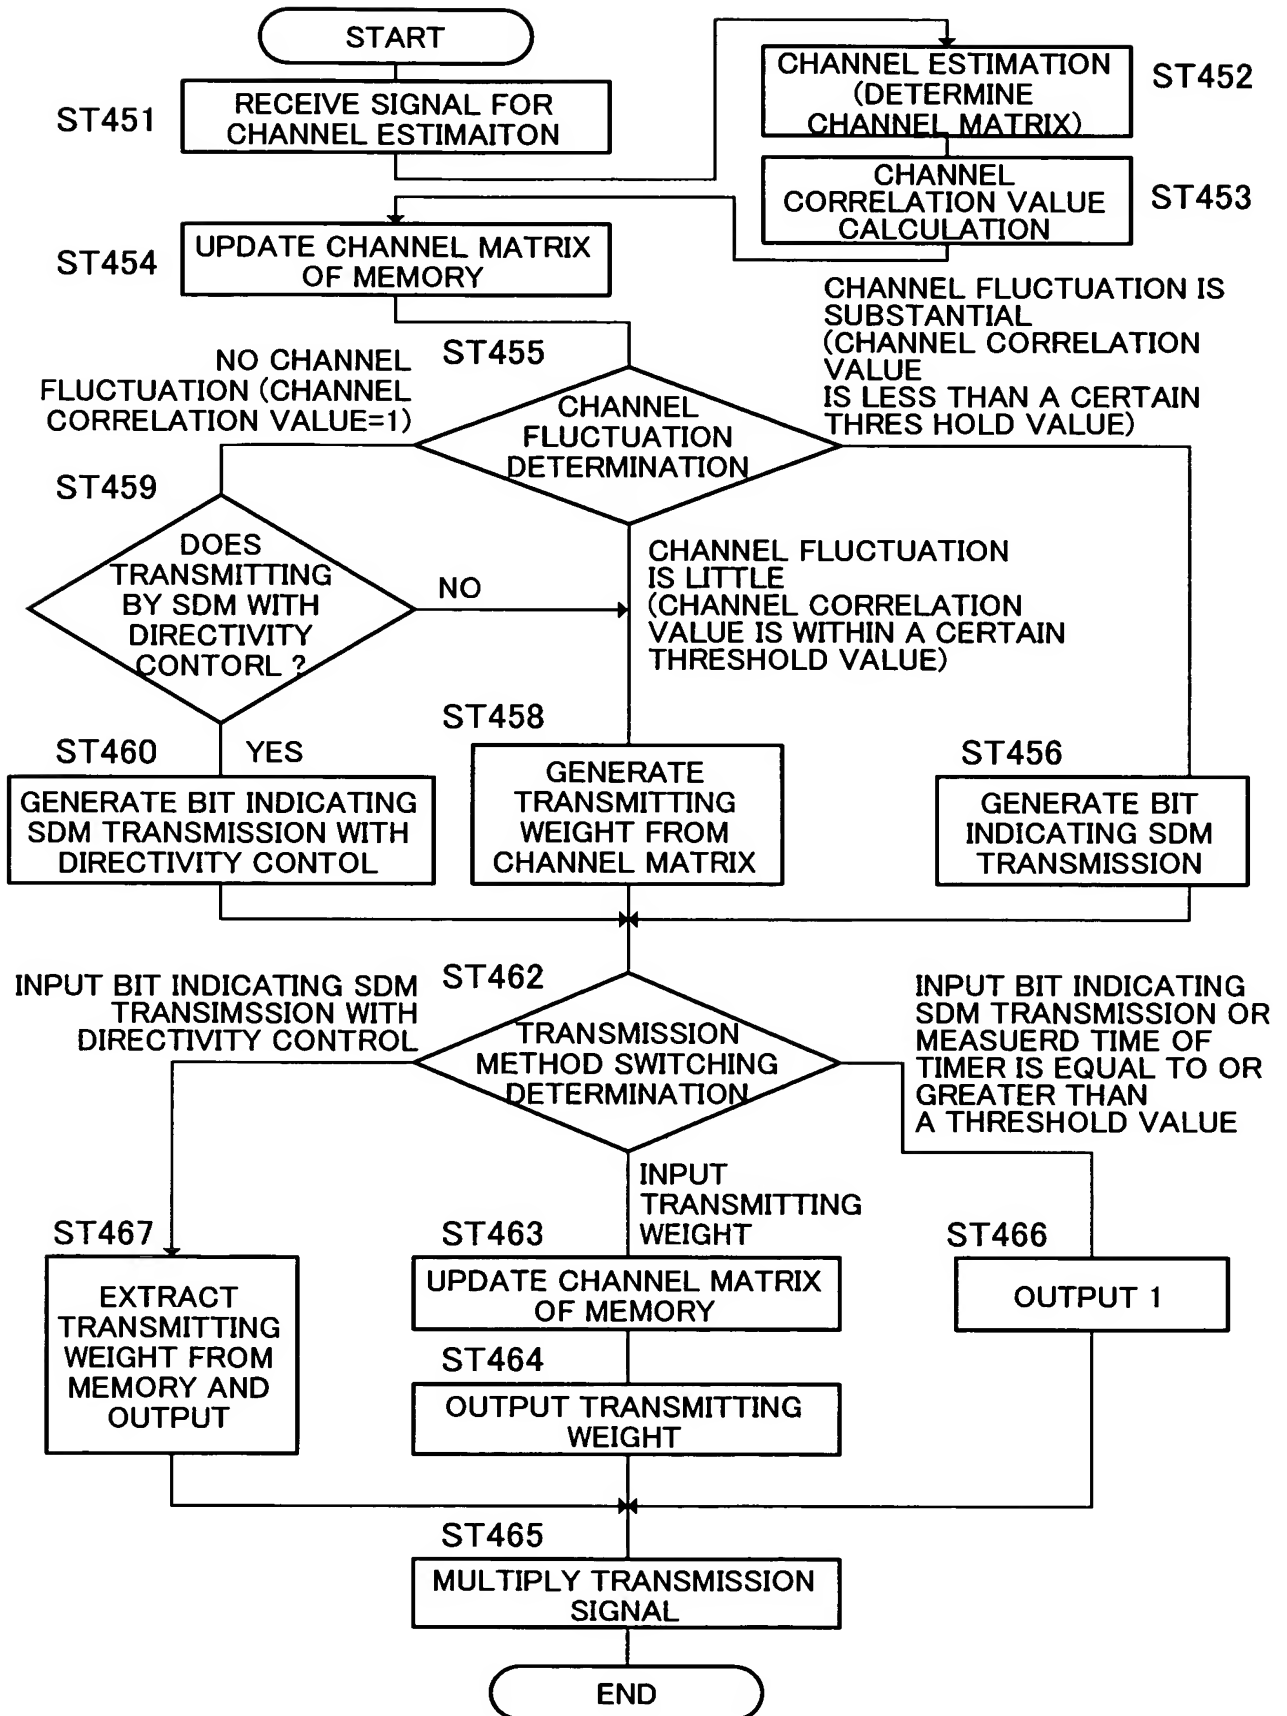 START
ST451
RECEIVE SIGNAL FOR
CHANNEL ESTIMAITON
CHANNEL ESTIMATION
(DETERMINE
CHANNEL MATRIX)
ST452
CHANNEL
CORRELATION VALUE
CALCULATION
ST453
ST454
UPDATE CHANNEL MATRIX
OF MEMORY
CHANNEL FLUCTUATION IS
SUBSTANTIAL
(CHANNEL CORRELATION
VALUE
IS LESS THAN A CERTAIN
THRES HOLD VALUE)
ST455
NO CHANNEL
FLUCTUATION (CHANNEL
CORRELATION VALUE=1)
CHANNEL
FLUCTUATION
DETERMINATION
ST459
DOES
TRANSMITTING
BY SDM WITH
DIRECTIVITY
CONTORL ?
NO
CHANNEL FLUCTUATION
IS LITTLE
(CHANNEL CORRELATION
VALUE IS WITHIN A CERTAIN
THRESHOLD VALUE)
ST460
YES
GENERATE BIT INDICATING
SDM TRANSMISSION WITH
DIRECTIVITY CONTOL
ST458
GENERATE
TRANSMITTING
WEIGHT FROM
CHANNEL MATRIX
ST456
GENERATE BIT
INDICATING SDM
TRANSMISSION
ST462
INPUT BIT INDICATING SDM
TRANSIMSSION WITH
DIRECTIVITY CONTROL
TRANSMISSION
METHOD SWITCHING
DETERMINATION
INPUT BIT INDICATING
SDM TRANSMISSION OR
MEASUERD TIME OF
TIMER IS EQUAL TO OR
GREATER THAN
A THRESHOLD VALUE
INPUT
TRANSMITTING
WEIGHT
ST467
EXTRACT
TRANSMITTING
WEIGHT FROM
MEMORY AND
OUTPUT
ST463
UPDATE CHANNEL MATRIX
OF MEMORY
ST464
OUTPUT TRANSMITTING
WEIGHT
ST466
OUTPUT 1
ST465
MULTIPLY TRANSMISSION
SIGNAL
END